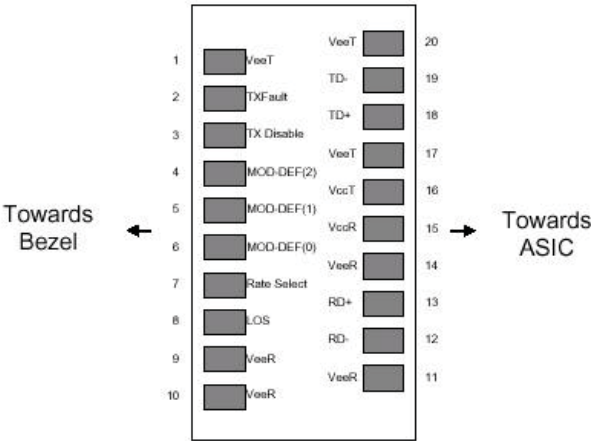 VeeT 20
1 VeeT
TD- 19
2 TXFault
TD+ 18
3 TX Disable
VeeT 17
4 MOD-DEF(2)
VccT 16
5 MOD-DEF(1)
Towards
Bezel
VccR 15
Towards
ASIC
6 MOD-DEF(0)
VeeR 14
7 Rate Select
RD+ 13
8 LOS
RD- 12
9 VeeR
VeeR 11
10 VeeR